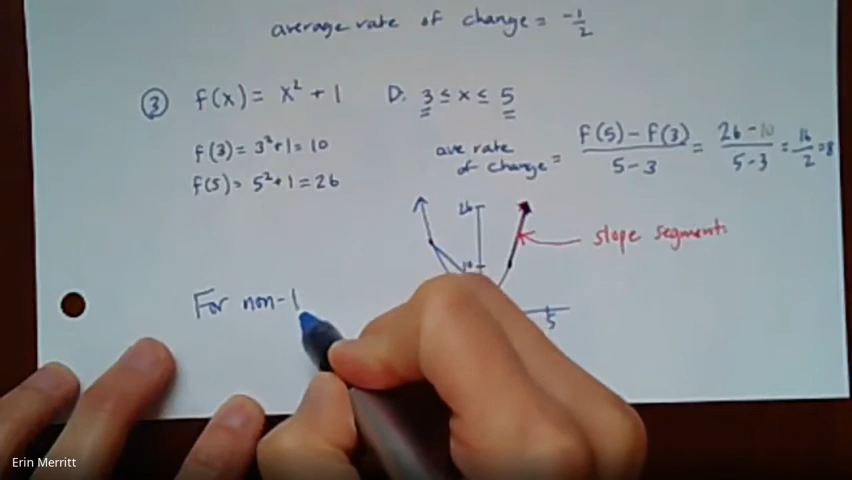 average rate of change = -1/2
③ f(x) = x² + 1 D. 3 ≤ x ≤ 5
f(3) = 3²+1 = 10
f(5) = 5²+1 = 26
ave rate of change = f(5) - f(3) / 5-3 = 26-10 / 5-3 = 16/2 = 8
26
slope segment
10
5
For non-l
Erin Merritt